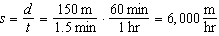 s = d/t = 150 m/1.5 min · 60 min/1 hr = 6,000 m/hr